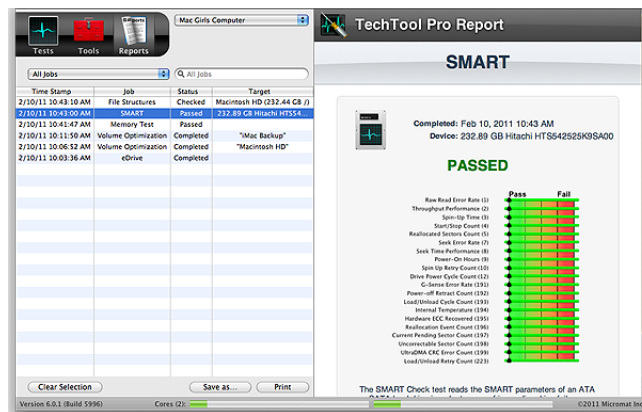 Tests Tools Reports
Mac Girls Computer
All Jobs
All Jobs
Time Stamp Job Status Target
2/10/11 10:43:10 AM File Structures Checked Macintosh HD (232.44 GB /)
2/10/11 10:43:00 AM SMART Passed 232.89 GB Hitachi HTS54...
2/10/11 10:41:47 AM Memory Test Passed
2/10/11 10:11:50 AM Volume Optimization Completed "iMac Backup"
2/10/11 10:06:52 AM Volume Optimization Completed "Macintosh HD"
2/10/11 10:03:36 AM eDrive Completed
Clear Selection Save as... Print
Version 6.0.1 (Build 5996) Cores (2):
TechTool Pro Report
SMART
Completed: Feb 10, 2011 10:43 AM
Device: 232.89 GB Hitachi HTS542525K9SA00
PASSED
Pass Fail
Raw Read Error Rate (1)
Throughput Performance (2)
Spin-Up Time (3)
Start/Stop Count (4)
Reallocated Sectors Count (5)
Seek Error Rate (7)
Seek Time Performance (8)
Power-On Hours (9)
Spin Up Retry Count (10)
Drive Power Cycle Count (12)
G-Sense Error Rate (191)
Power-off Retract Count (192)
Load/Unload Cycle Count (193)
Internal Temperature (194)
Hardware ECC Recovered (195)
Reallocation Event Count (196)
Current Pending Sector Count (197)
Uncorrectable Sector Count (198)
UltraDMA CRC Error Count (199)
Load/Unload Retry Count (223)
The SMART Check test reads the SMART parameters of an ATA
©2011 Micromat Inc